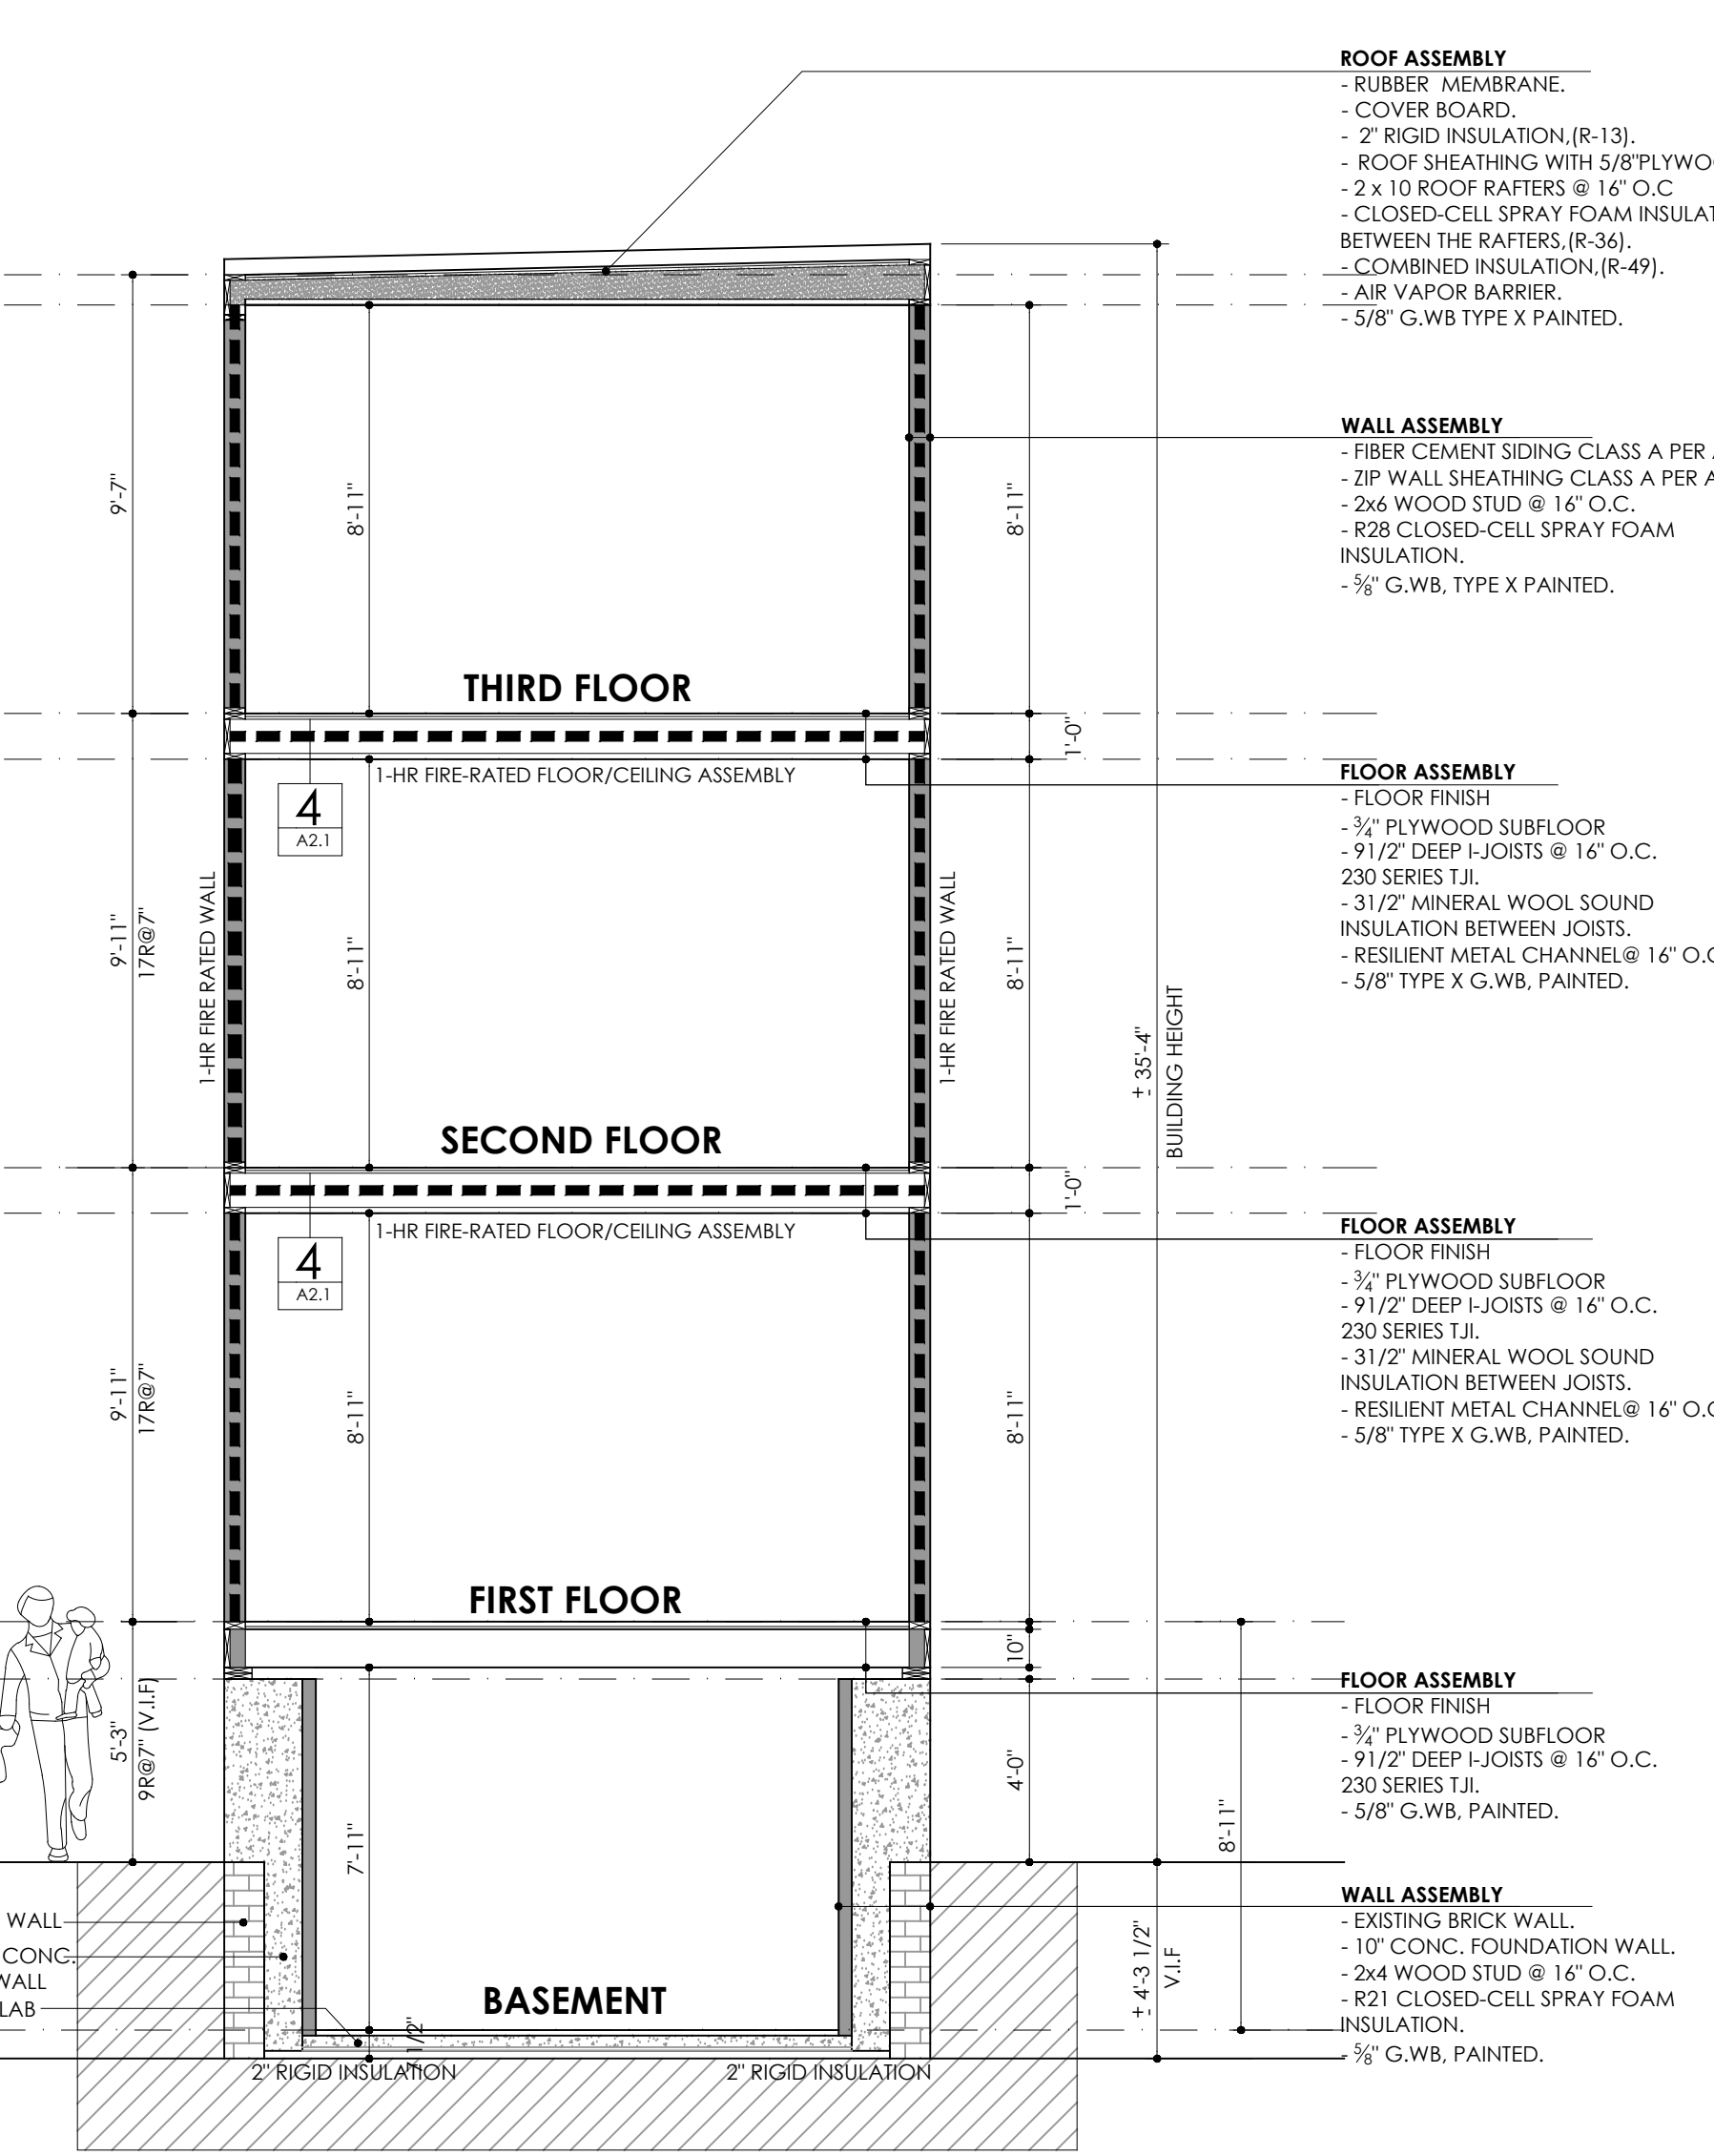 ROOF ASSEMBLY
- RUBBER MEMBRANE.
- COVER BOARD.
- 2" RIGID INSULATION,(R-13).
- ROOF SHEATHING WITH 5/8"
- 2 x 10 ROOF RAFTERS @ 16" O.C
- CLOSED-CELL SPRAY FOAM
BETWEEN THE RAFTERS,(R-36).
- COMBINED INSULATION,(R-49).
- AIR VAPOR BARRIER.
- 5/8" G.WB TYPE X PAINTED.
WALL ASSEMBLY
- FIBER CEMENT SIDING CLASS A PER
- ZIP WALL SHEATHING CLASS A PER
- 2x6 WOOD STUD @ 16" O.C.
- R28 CLOSED-CELL SPRAY FOAM
INSULATION.
- ⅝" G.WB, TYPE X PAINTED.
9'-7"
8'-11"
8'-11"
THIRD FLOOR
1'-0"
1-HR FIRE-RATED FLOOR/CEILING ASSEMBLY
4
A2.1
FLOOR ASSEMBLY
- FLOOR FINISH
- ¾" PLYWOOD SUBFLOOR
- 91/2" DEEP I-JOISTS @ 16" O.C.
230 SERIES TJI.
- 31/2" MINERAL WOOL SOUND
INSULATION BETWEEN JOISTS.
- RESILIENT METAL CHANNEL@ 16" O.C
- 5/8" TYPE X G.WB, PAINTED.
9'-11"
17R@7"
1-HR FIRE RATED WALL
8'-11"
1-HR FIRE RATED WALL
8'-11"
± 35'-4"
BUILDING HEIGHT
SECOND FLOOR
1'-0"
1-HR FIRE-RATED FLOOR/CEILING ASSEMBLY
4
A2.1
FLOOR ASSEMBLY
- FLOOR FINISH
- ¾" PLYWOOD SUBFLOOR
- 91/2" DEEP I-JOISTS @ 16" O.C.
230 SERIES TJI.
- 31/2" MINERAL WOOL SOUND
INSULATION BETWEEN JOISTS.
- RESILIENT METAL CHANNEL@ 16" O.C
- 5/8" TYPE X G.WB, PAINTED.
9'-11"
17R@7"
8'-11"
8'-11"
FIRST FLOOR
10"
5'-3"
9R@7" (V.I.F)
7'-11"
4'-0"
8'-11"
FLOOR ASSEMBLY
- FLOOR FINISH
- ¾" PLYWOOD SUBFLOOR
- 91/2" DEEP I-JOISTS @ 16" O.C.
230 SERIES TJI.
- 5/8" G.WB, PAINTED.
WALL ASSEMBLY
- EXISTING BRICK WALL.
- 10" CONC. FOUNDATION WALL.
- 2x4 WOOD STUD @ 16" O.C.
- R21 CLOSED-CELL SPRAY FOAM
INSULATION.
- ⅝" G.WB, PAINTED.
WALL
CONC.
WALL
LAB
BASEMENT
± 4'-3 1/2"
V.I.F
7 1/2"
2" RIGID INSULATION
2" RIGID INSULATION